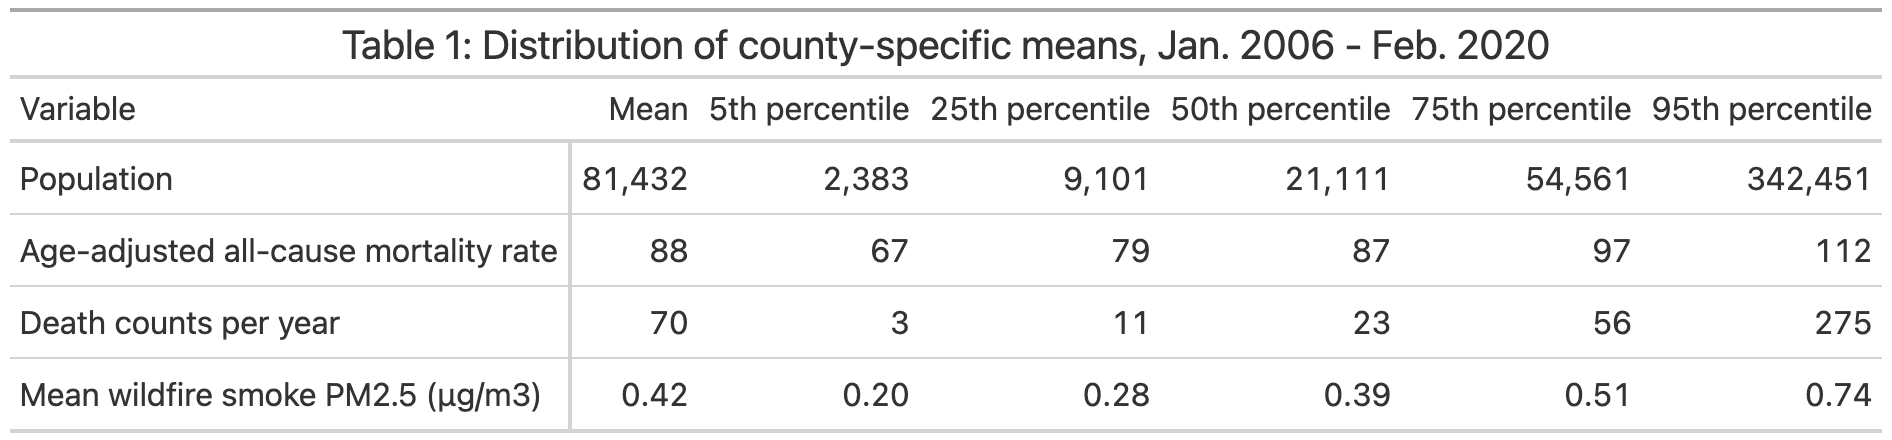 Table 1: Distribution of county-specific means, Jan. 2006 - Feb. 2020
Variable Mean 5th percentile 25th percentile 50th percentile 75th percentile 95th percentile
Population 81,432 2,383 9,101 21,111 54,561 342,451
Age-adjusted all-cause mortality rate 88 67 79 87 97 112
Death counts per year 70 3 11 23 56 275
Mean wildfire smoke PM2.5 (μg/m3) 0.42 0.20 0.28 0.39 0.51 0.74